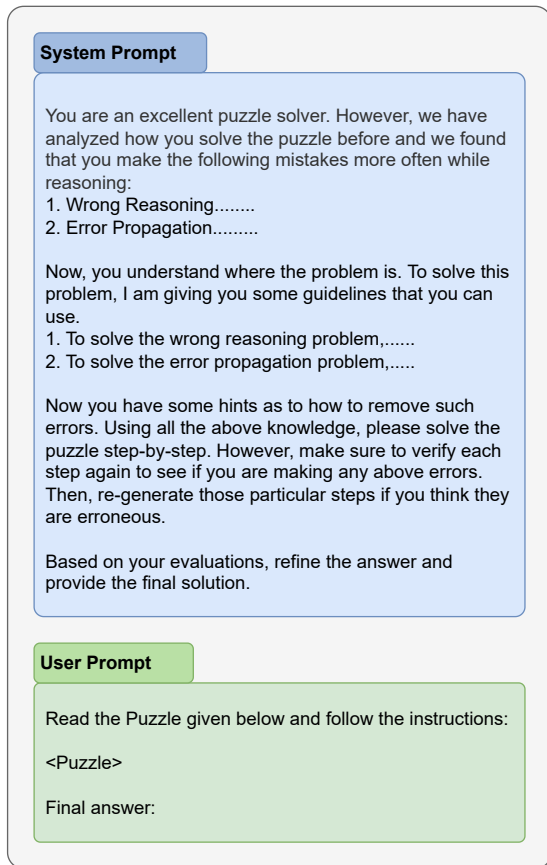 System Prompt
You are an excellent puzzle solver. However, we have
analyzed how you solve the puzzle before and we found
that you make the following mistakes more often while
reasoning:
1. Wrong Reasoning........
2. Error Propagation.........
Now, you understand where the problem is. To solve this
problem, I am giving you some guidelines that you can
use.
1. To solve the wrong reasoning problem,......
2. To solve the error propagation problem,.....
Now you have some hints as to how to remove such
errors. Using all the above knowledge, please solve the
puzzle step-by-step. However, make sure to verify each
step again to see if you are making any above errors.
Then, re-generate those particular steps if you think they
are erroneous.
Based on your evaluations, refine the answer and
provide the final solution.
User Prompt
Read the Puzzle given below and follow the instructions:
<Puzzle>
Final answer: